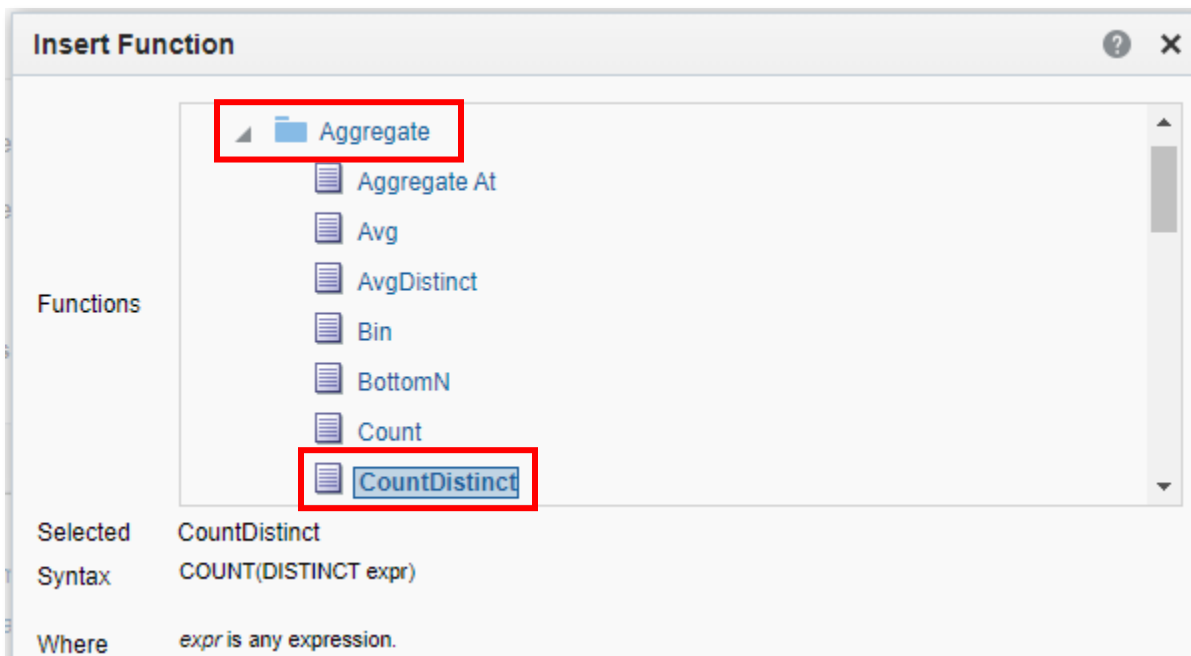 Insert Function
Aggregate
Aggregate At
Avg
AvgDistinct
Functions
Bin
BottomN
Count
CountDistinct
Selected CountDistinct
Syntax COUNT(DISTINCT expr)
Where expr is any expression.